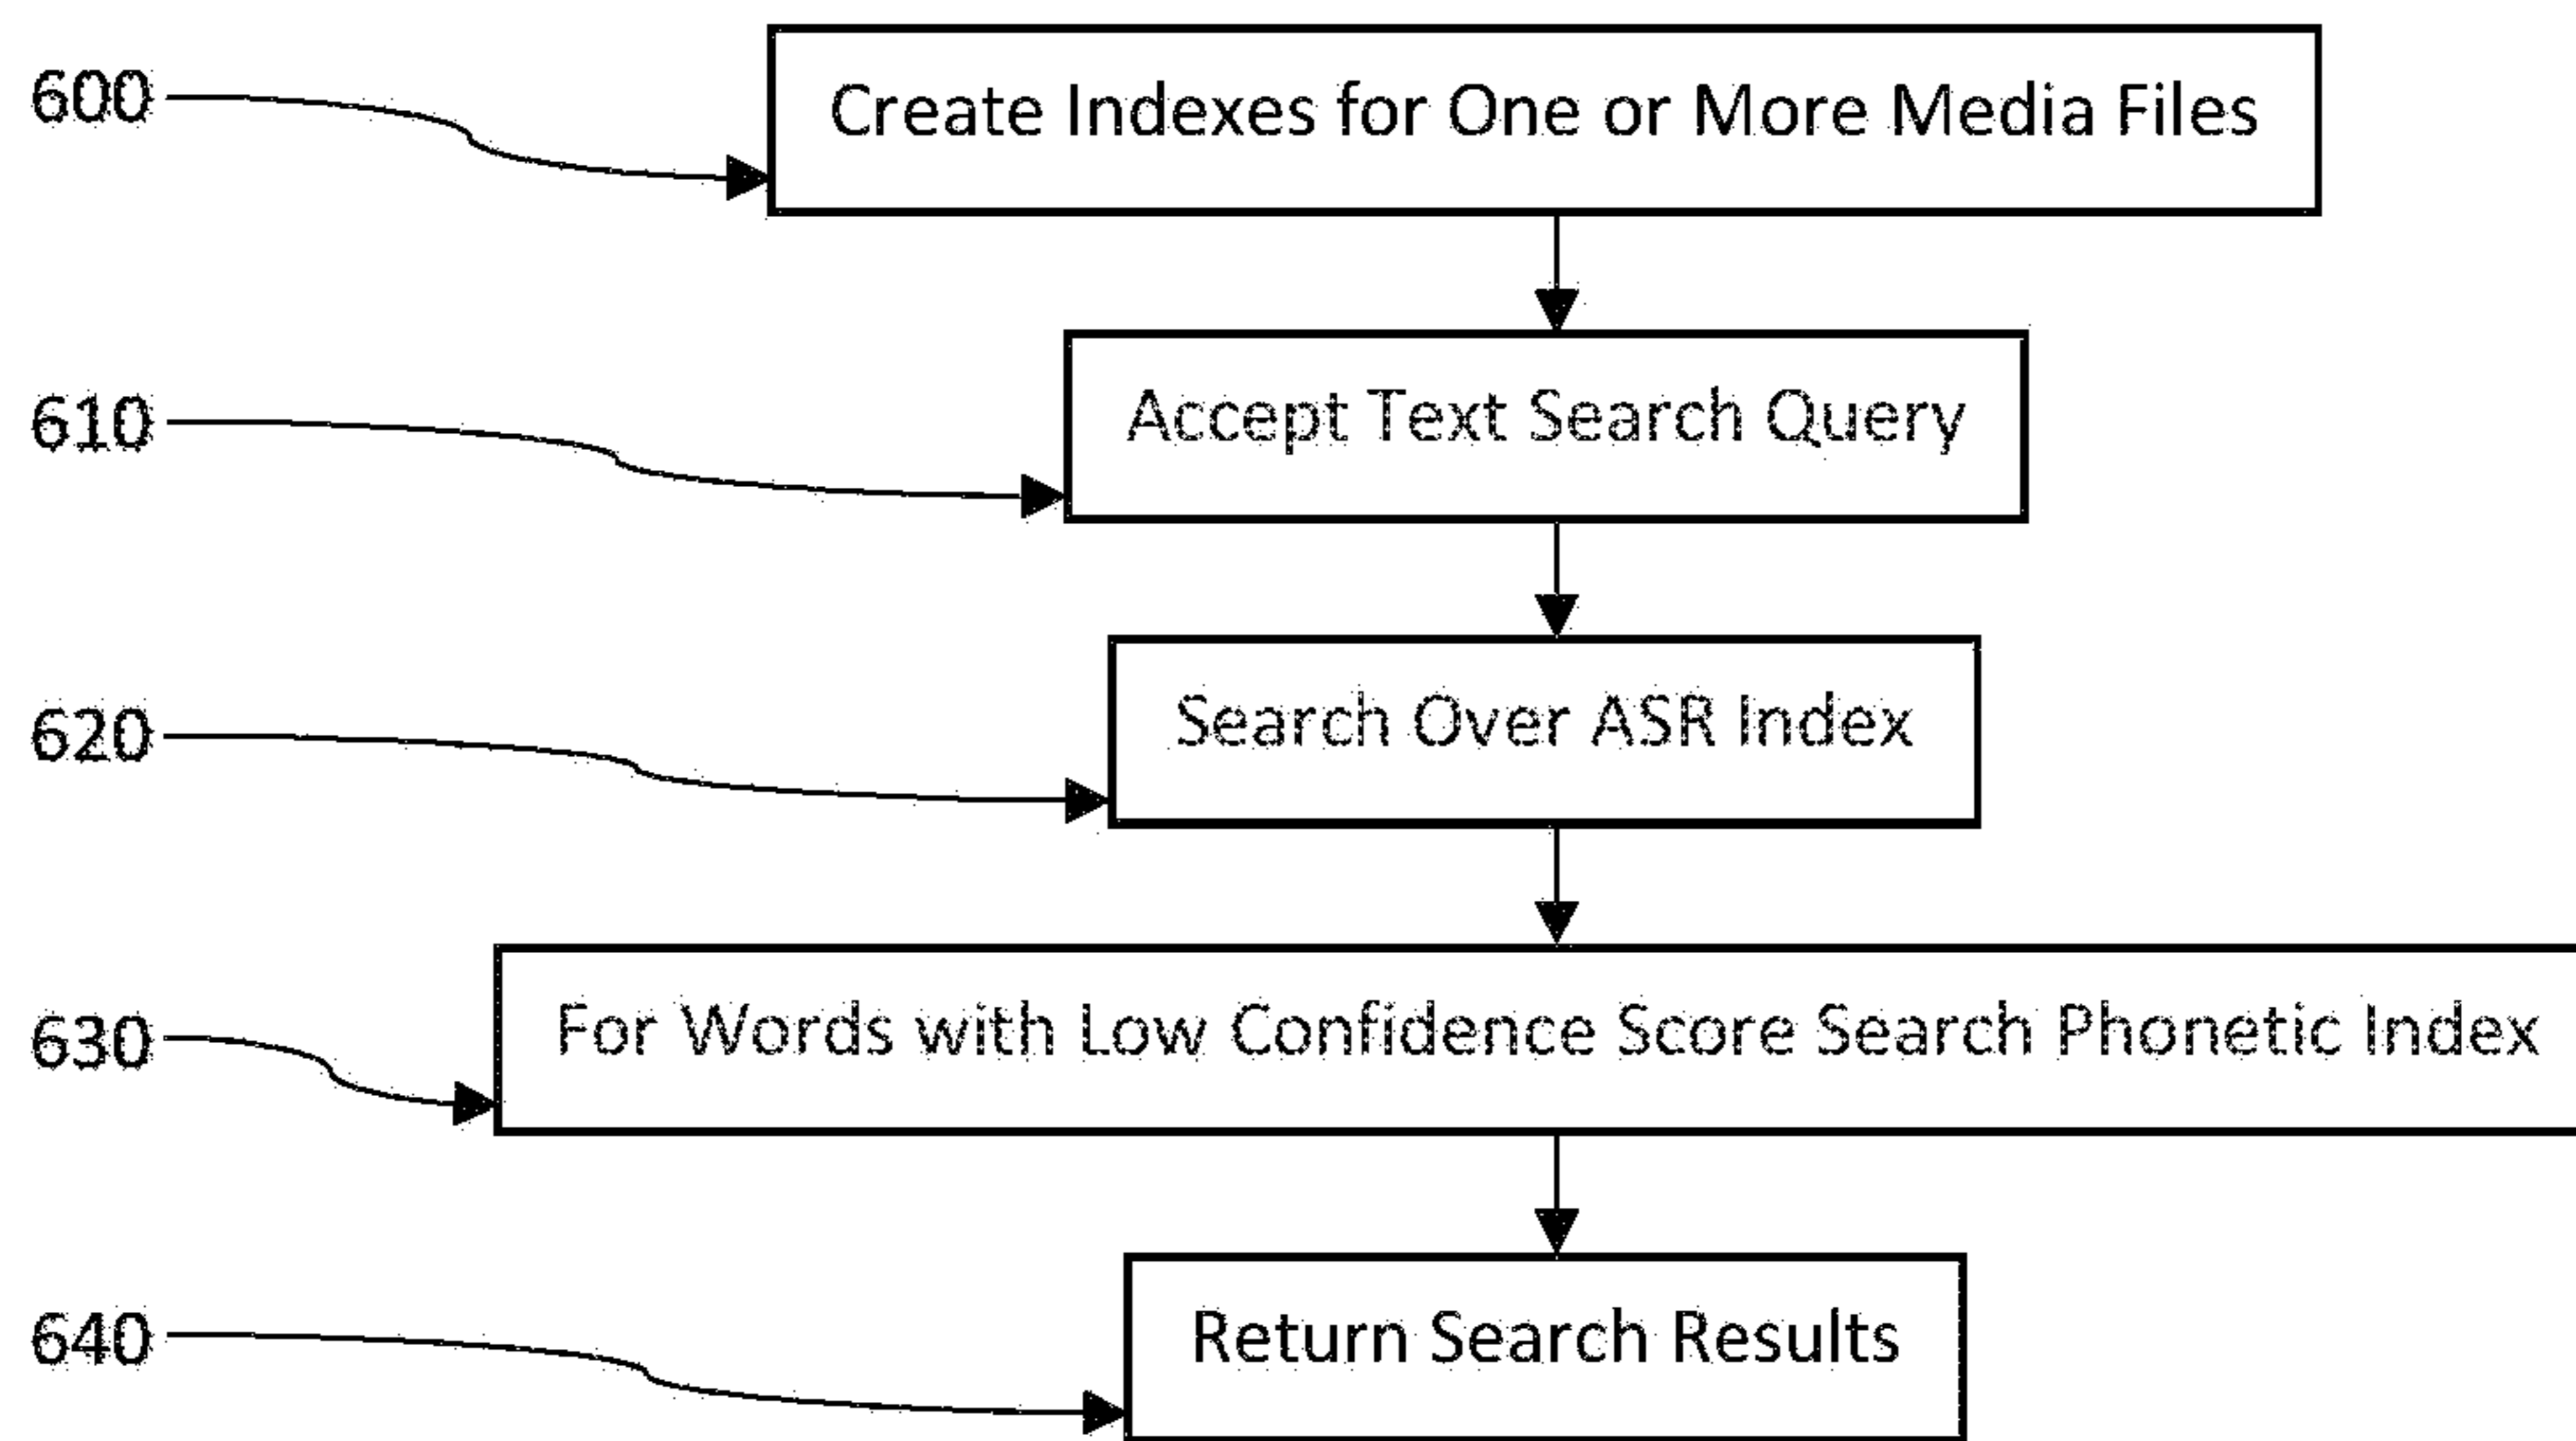 600
Create Indexes for One or More Media Files
610
Accept Text Search Query
620
Search Over ASR Index
630
For Words with Low Confidence Score Search Phonetic Index
640
Return Search Results